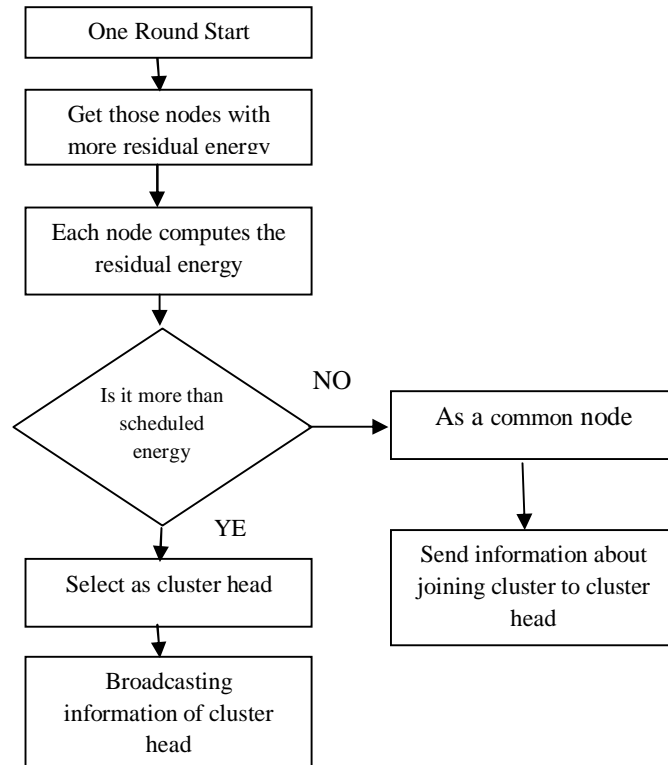 One Round Start
Get those nodes with
more residual energy
Each node computes the
residual energy
Is it more than
scheduled
energy
NO
As a common node
YE
Send information about
joining cluster to cluster
head
Select as cluster head
Broadcasting
information of cluster
head